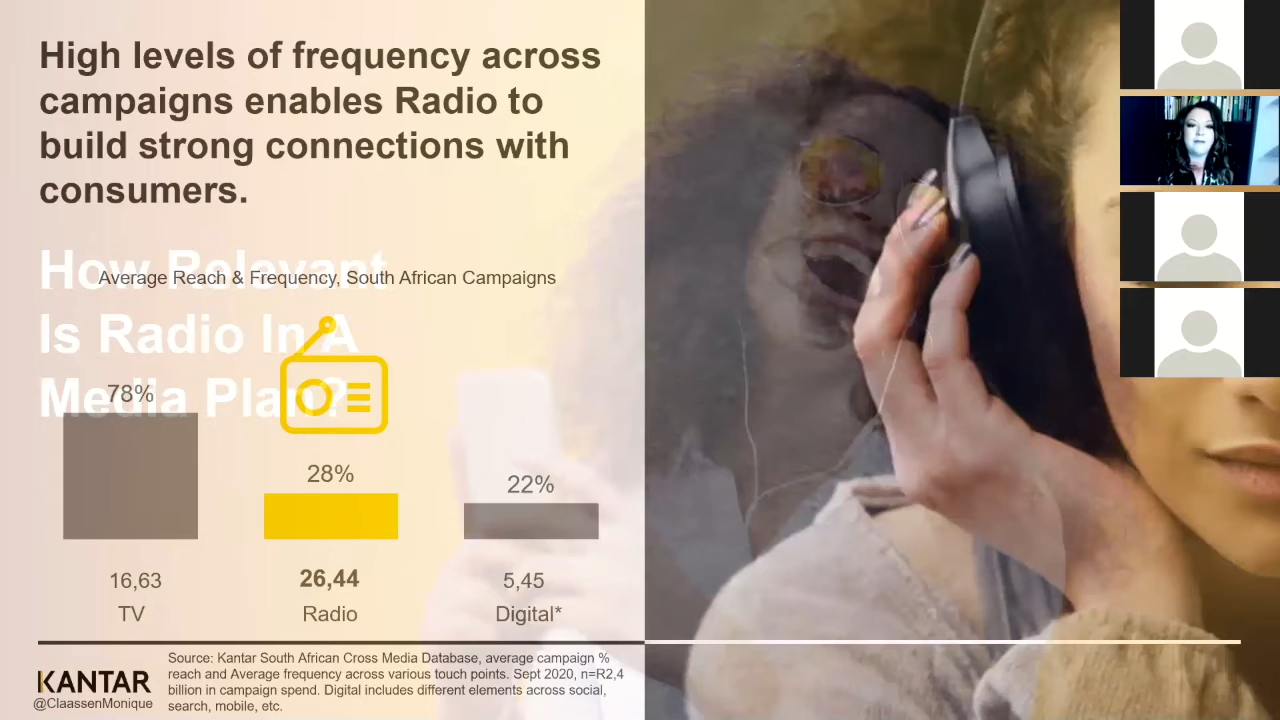 High levels of frequency across
campaigns enables Radio to
build strong connections with
consumers.
How Relevant
Is Radio In A
Media Plan?
Average Reach & Frequency, South African Campaigns
78%
28%
22%
16,63
26,44
5,45
TV
Radio
Digital*
KANTAR
@ClaassenMonique
Source: Kantar South African Cross Media Database, average campaign %
reach and Average frequency across various touch points. Sept 2020, n=R2,4
billion in campaign spend. Digital includes different elements across social,
search, mobile, etc.